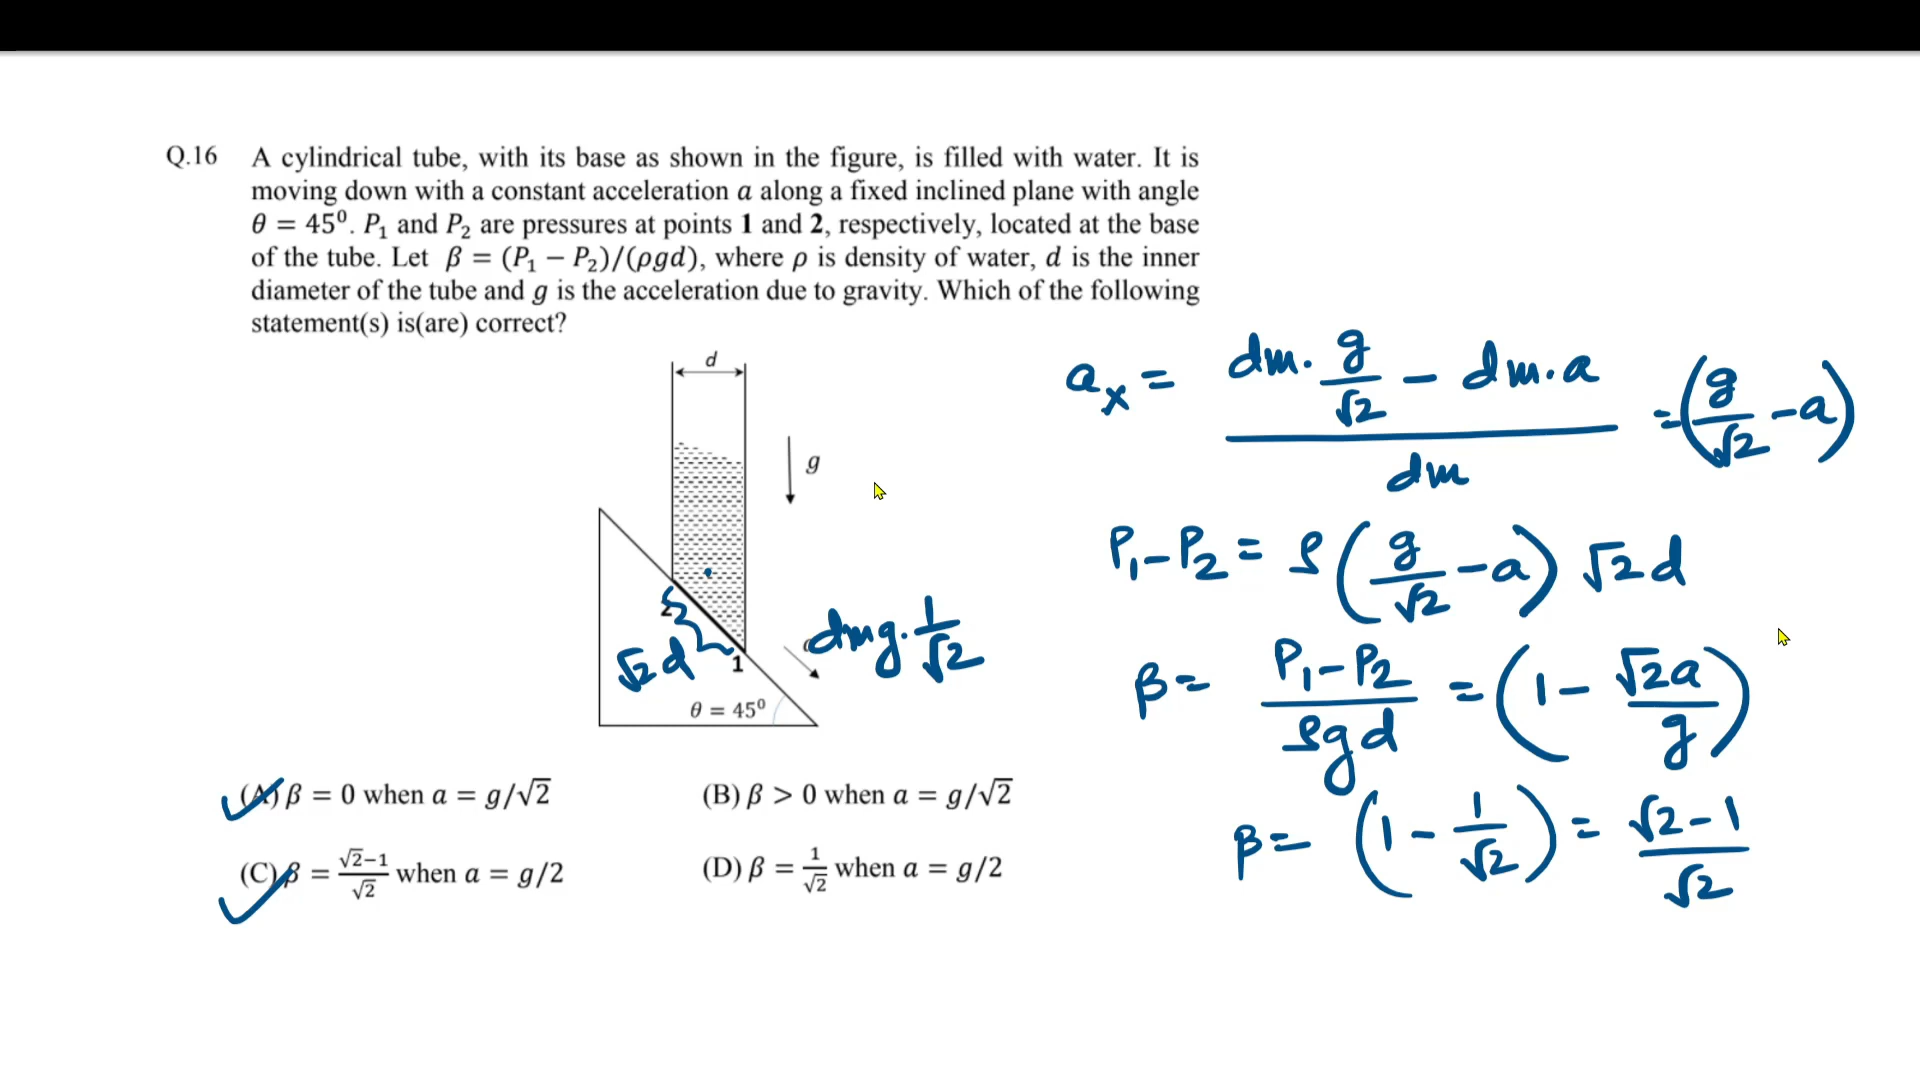 Q.16 A cylindrical tube, with its base as shown in the figure, is filled with water. It is
moving down with a constant acceleration a along a fixed inclined plane with angle
θ = 45⁰. P₁ and P₂ are pressures at points 1 and 2, respectively, located at the base
of the tube. Let β = (P₁ − P₂)/(ρgd), where ρ is density of water, d is the inner
diameter of the tube and g is the acceleration due to gravity. Which of the following
statement(s) is(are) correct?
d
g
√2 d
1
dmg. 1/√2
θ = 45⁰
(A) β = 0 when a = g/√2
(B) β > 0 when a = g/√2
(C) β = (√2−1)/√2 when a = g/2
(D) β = 1/√2 when a = g/2
aₓ = (dm. g/√2 − dm.a)/dm = (g/√2 − a)
P₁−P₂ = ρ(g/√2 − a) √2 d
β = (P₁−P₂)/(ρgd) = (1 − √2a/g)
β = (1 − 1/√2) = (√2−1)/√2